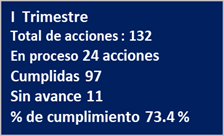 I Trimestre
Total de acciones : 132
En proceso 24 acciones
Cumplidas 97
Sin avance 11
% de cumplimiento 73.4 %